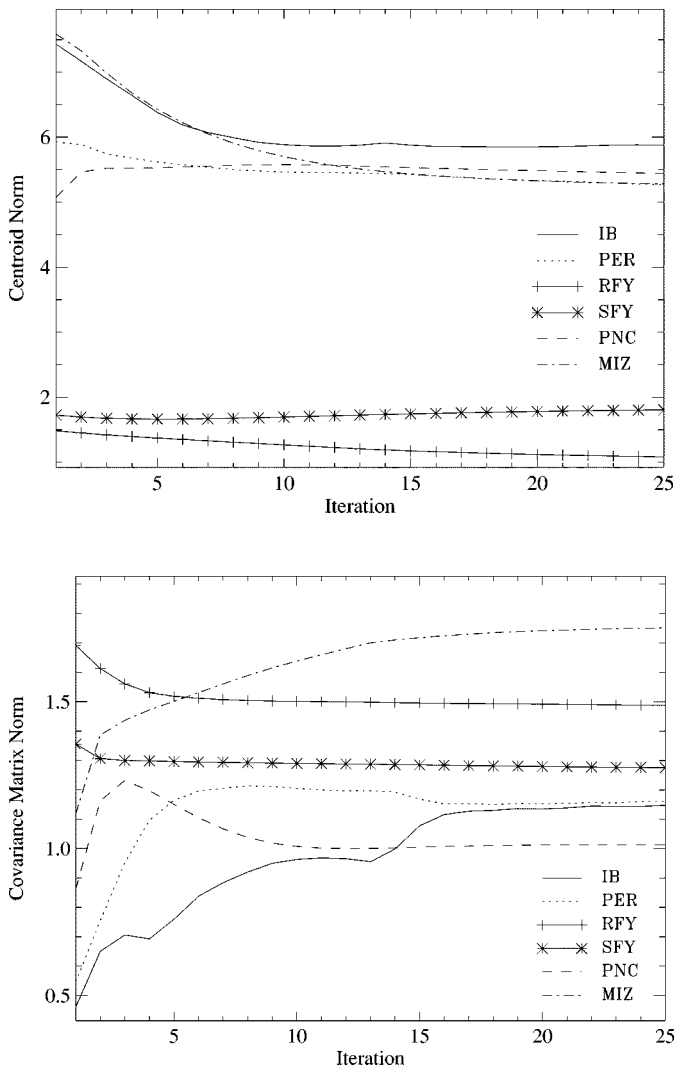 Centroid Norm
6
4
2
IB
PER
RFY
SFY
PNC
MIZ
5
10
15
20
25
Iteration
Covariance Matrix Norm
1.5
1.0
0.5
IB
PER
RFY
SFY
PNC
MIZ
5
10
15
20
25
Iteration